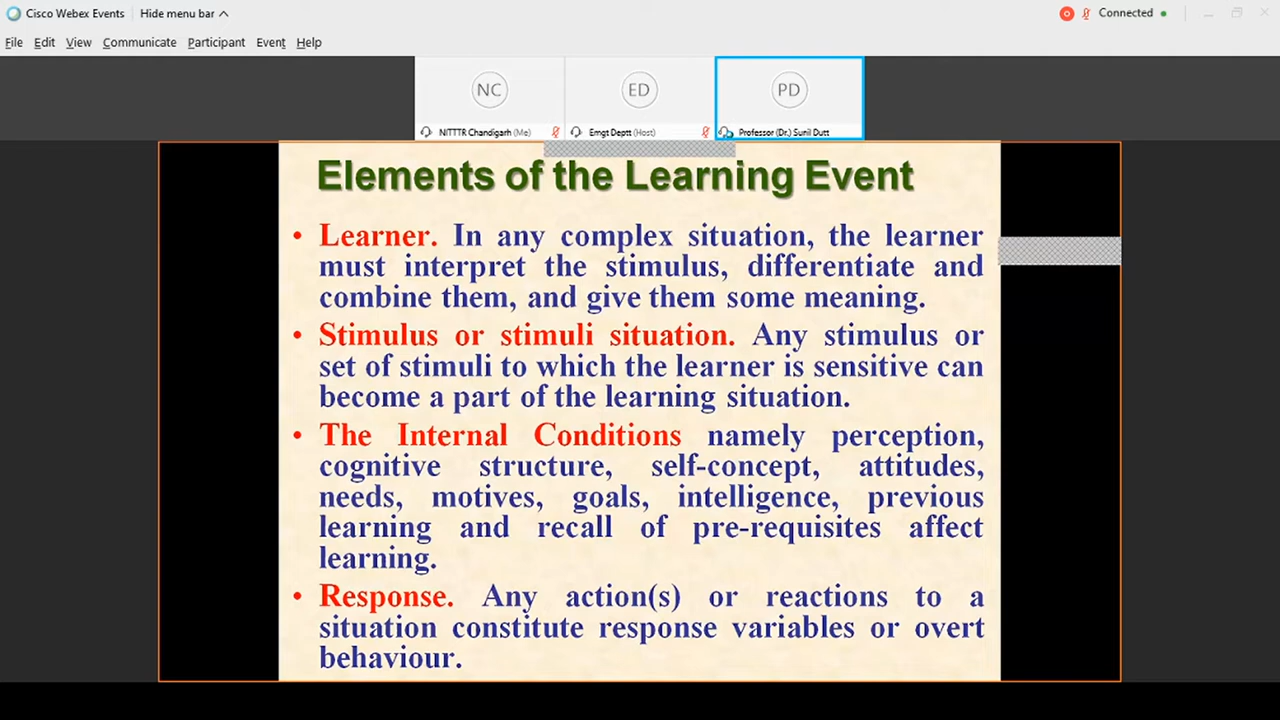 Cisco Webex Events Hide menu bar Connected
File Edit View Communicate Participant Event Help
NC ED PD
NITTTR Chandigarh (Me) Emgt Deptt (Host) Professor (Dr.) Sunil Dutt
Elements of the Learning Event
• Learner. In any complex situation, the learner
must interpret the stimulus, differentiate and
combine them, and give them some meaning.
• Stimulus or stimuli situation. Any stimulus or
set of stimuli to which the learner is sensitive can
become a part of the learning situation.
• The Internal Conditions namely perception,
cognitive structure, self-concept, attitudes,
needs, motives, goals, intelligence, previous
learning and recall of pre-requisites affect
learning.
• Response. Any action(s) or reactions to a
situation constitute response variables or overt
behaviour.